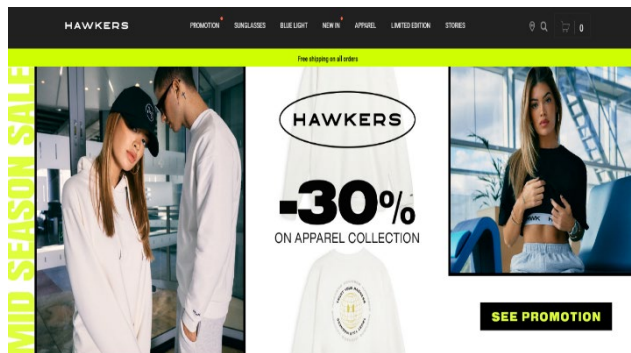 HAWKERS
PROMOTION
SUNGLASSES
BLUE LIGHT
NEW IN
APPAREL
LIMITED EDITION
STORIES
0
Free shipping on all orders
MID SEASON SALE
HAWKERS
-30%
ON APPAREL COLLECTION
SEE PROMOTION